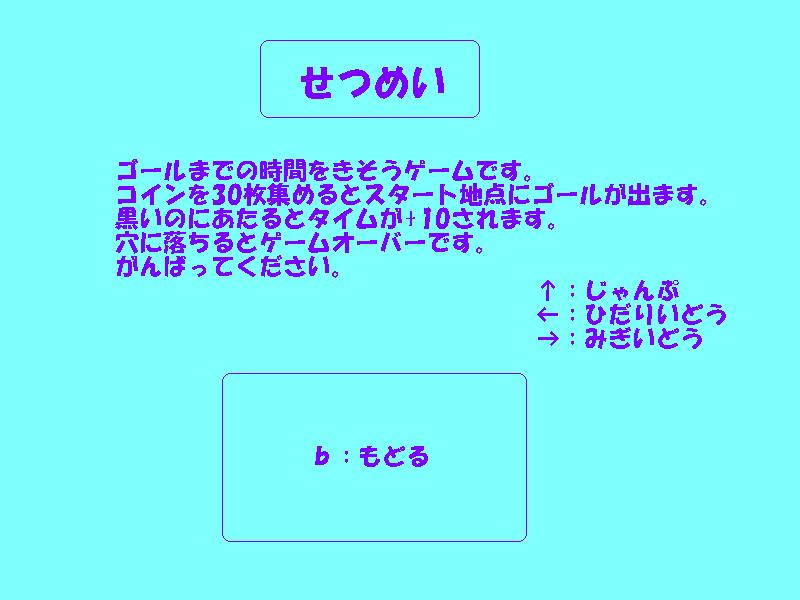 せつめい
ゴールまでの時間をきそうゲームです。
コインを30枚集めるとスタート地点にゴールが出ます。
黒いのにあたるとタイムが+10されます。
穴に落ちるとゲームオーバーです。
がんばってください。
↑：じゃんぷ
←：ひだりいどう
→：みぎいどう
b：もどる